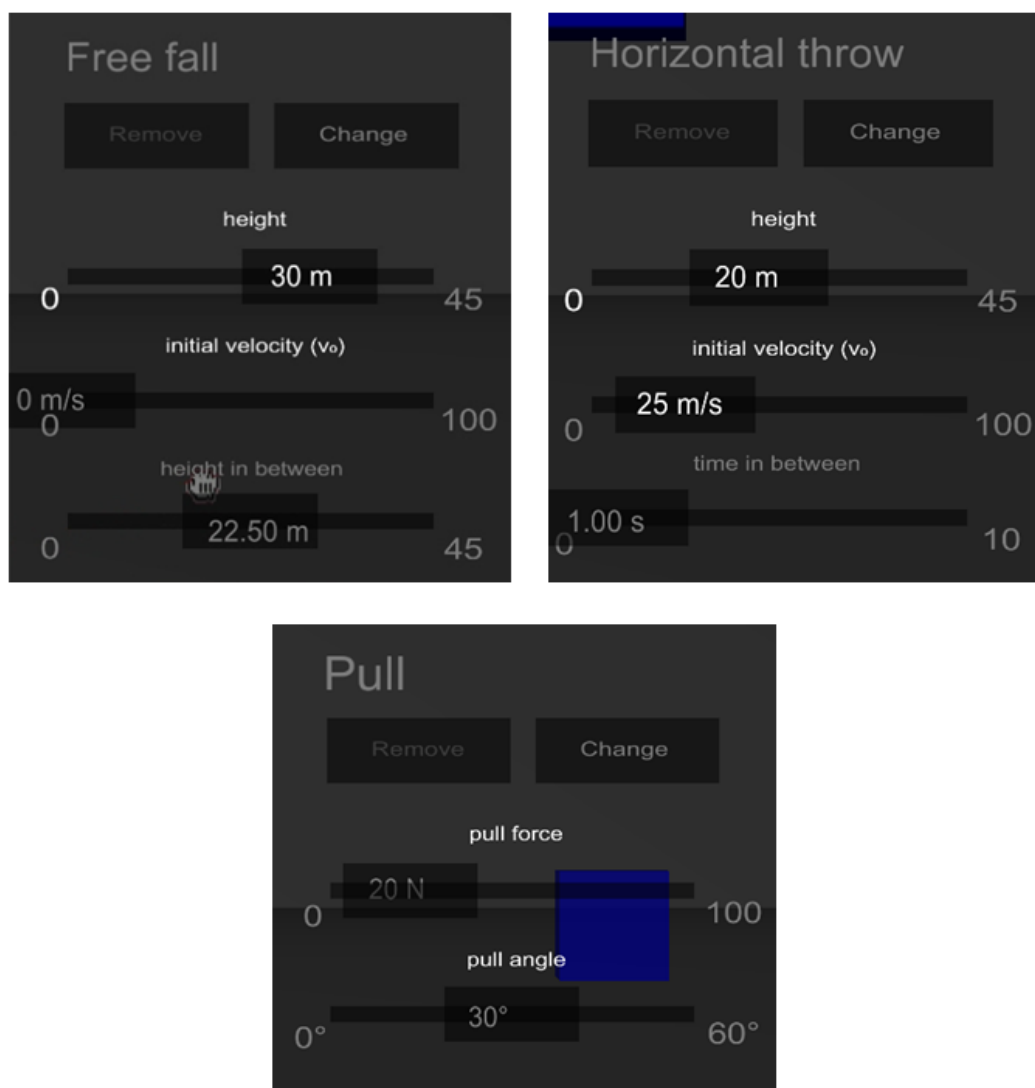 Free fall
Remove Change
height
30 m
0 45
initial velocity (v₀)
0 m/s
0 100
height in between
22.50 m
0 45
Horizontal throw
Remove Change
height
20 m
0 45
initial velocity (v₀)
25 m/s
0 100
time in between
1.00 s
0 10
Pull
Remove Change
pull force
20 N
0 100
pull angle
30°
0° 60°